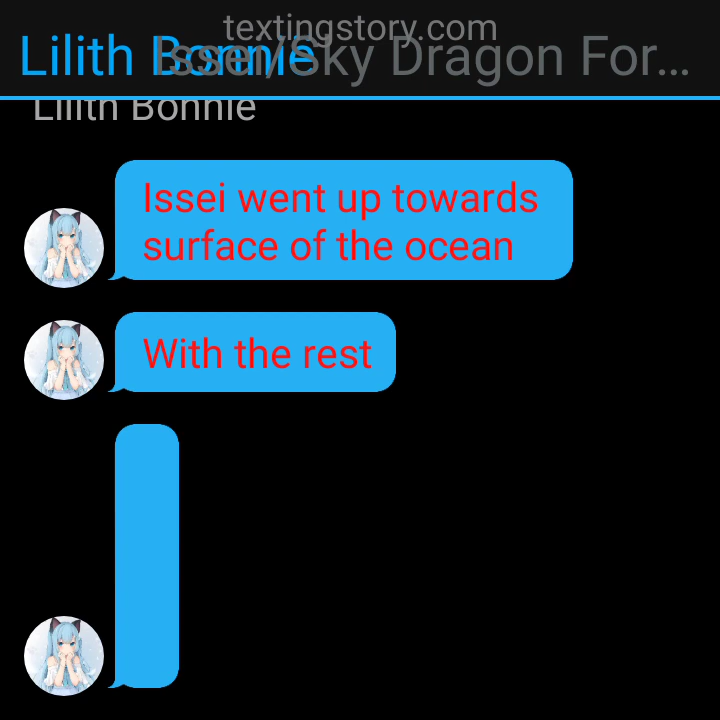 textingstory.com
Lilith Bonnie Issei/Sky Dragon For...
Lilith Bonnie
Issei went up towards
surface of the ocean
With the rest